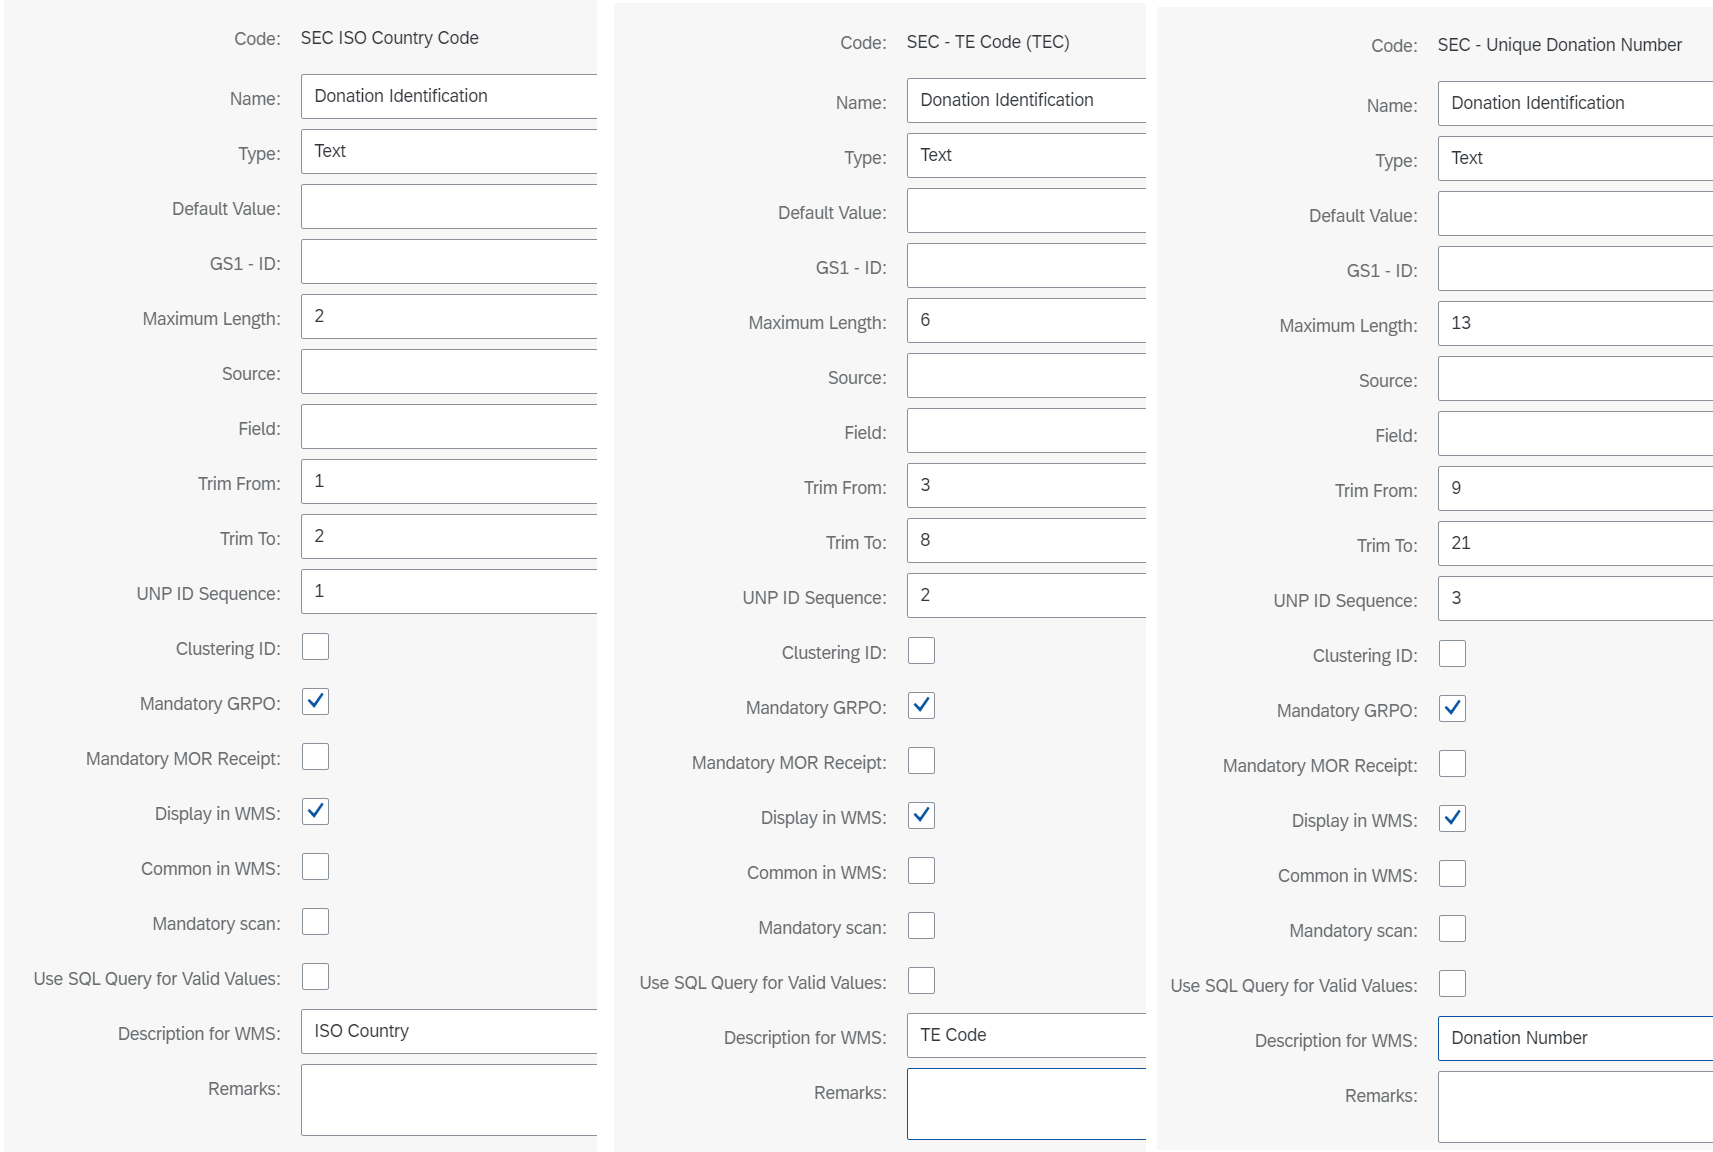 Code: SEC ISO Country Code
Name: Donation Identification
Type: Text
Default Value:
GS1 - ID:
Maximum Length: 2
Source:
Field:
Trim From: 1
Trim To: 2
UNP ID Sequence: 1
Clustering ID:
Mandatory GRPO:
Mandatory MOR Receipt:
Display in WMS:
Common in WMS:
Mandatory scan:
Use SQL Query for Valid Values:
Description for WMS: ISO Country
Remarks:
Code: SEC - TE Code (TEC)
Name: Donation Identification
Type: Text
Default Value:
GS1 - ID:
Maximum Length: 6
Source:
Field:
Trim From: 3
Trim To: 8
UNP ID Sequence: 2
Clustering ID:
Mandatory GRPO:
Mandatory MOR Receipt:
Display in WMS:
Common in WMS:
Mandatory scan:
Use SQL Query for Valid Values:
Description for WMS: TE Code
Remarks:
Code: SEC - Unique Donation Number
Name: Donation Identification
Type: Text
Default Value:
GS1 - ID:
Maximum Length: 13
Source:
Field:
Trim From: 9
Trim To: 21
UNP ID Sequence: 3
Clustering ID:
Mandatory GRPO:
Mandatory MOR Receipt:
Display in WMS:
Common in WMS:
Mandatory scan:
Use SQL Query for Valid Values:
Description for WMS: Donation Number
Remarks: